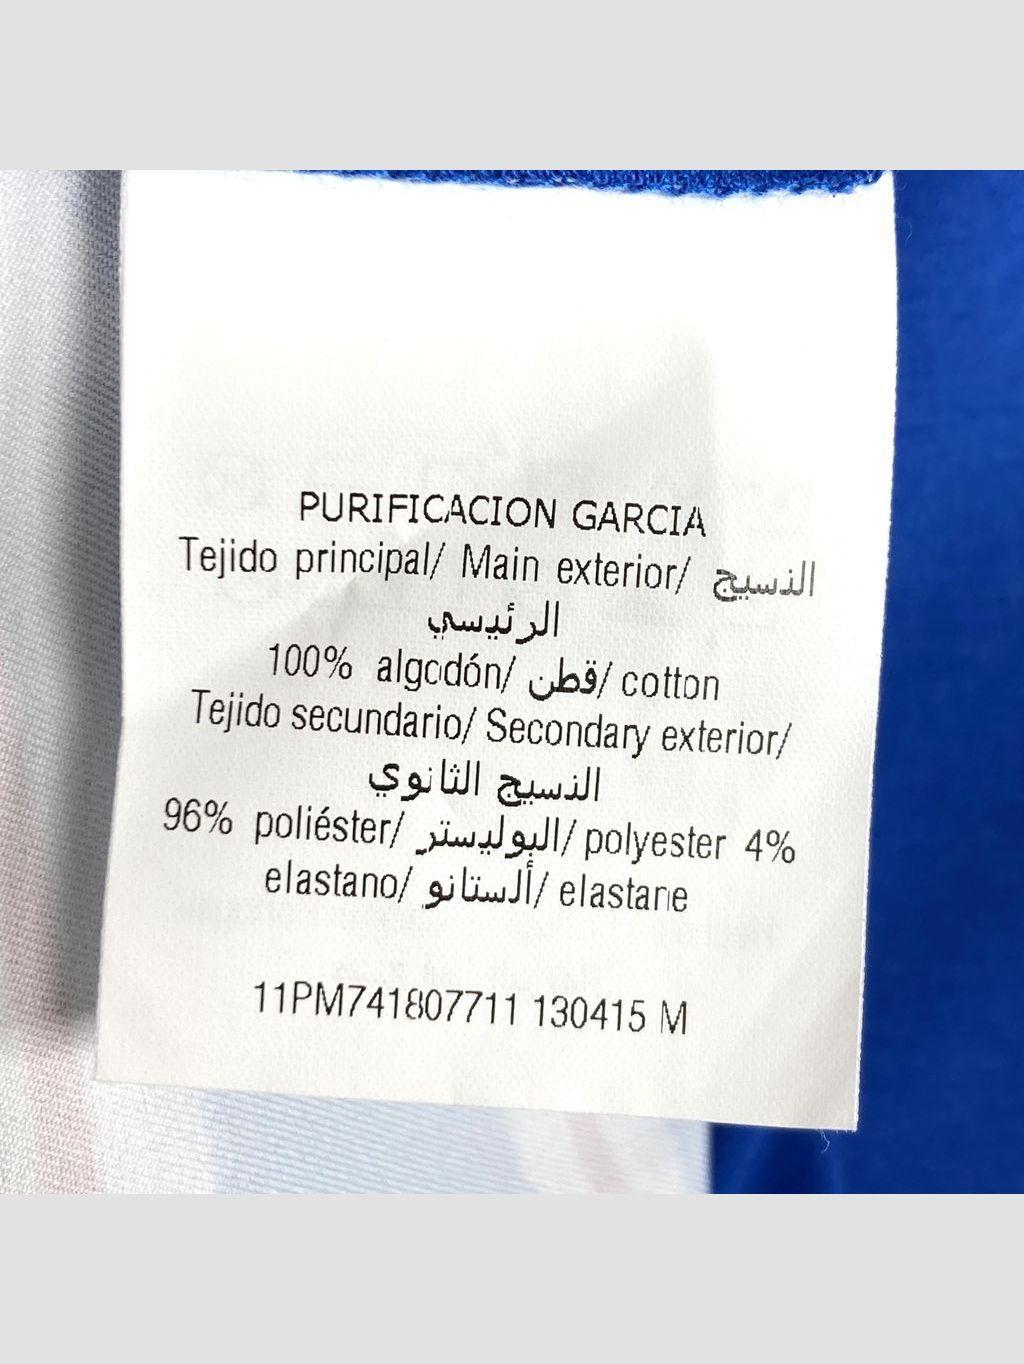 PURIFICACION GARCIA
Tejido principal/ Main exterior/ النسيج
الرئيسي
100% algodón/ قطن/ cotton
Tejido secundario/ Secondary exterior/
النسيج الثانوي
96% poliéster/ البوليستر/ polyester 4%
elastano/ ألستانو/ elastane
11PM741807711 130415 M